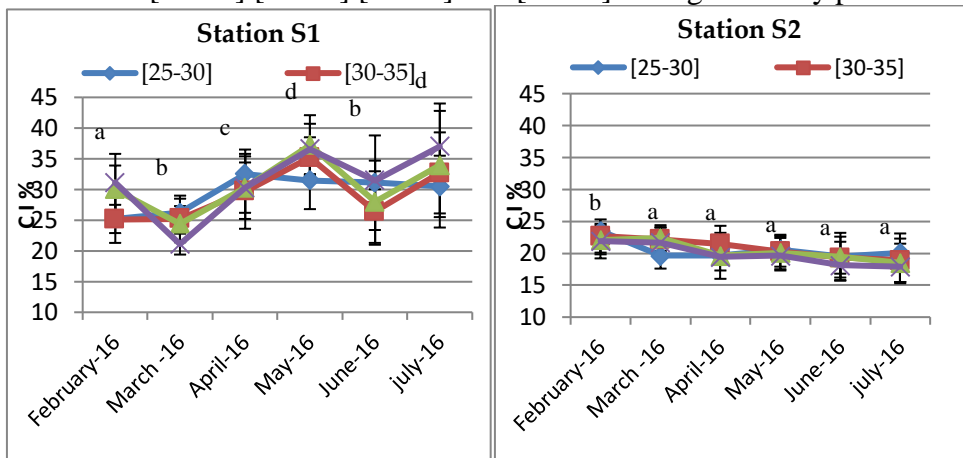 Station S1
[25-30] [30-35]
CI %
45
40
35
30
25
20
15
10
a
b
c
d
b
d
February-16
March -16
April-16
May-16
June-16
july-16
Station S2
[25-30] [30-35]
CI %
45
40
35
30
25
20
15
10
b
a
a
a
a
a
February-16
March -16
April-16
May-16
June-16
july-16